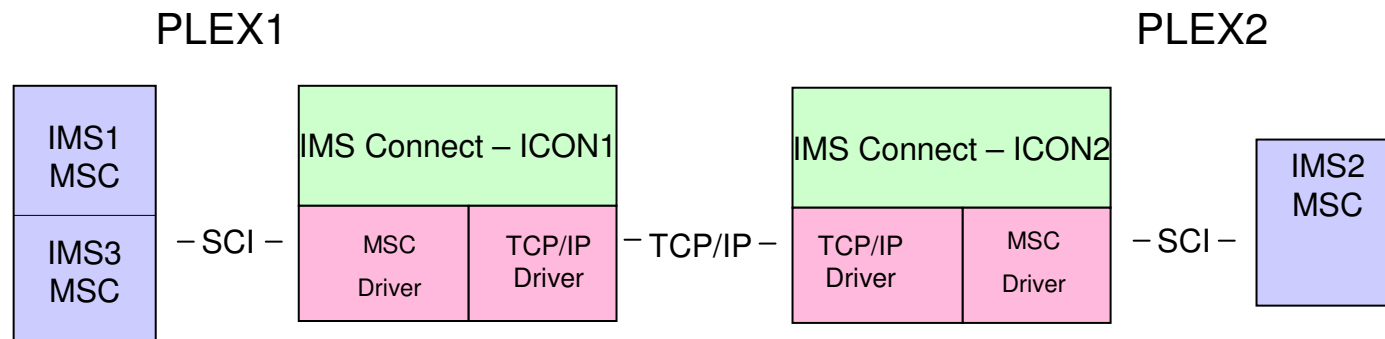 PLEX1
PLEX2
IMS1
MSC
IMS3
MSC
– SCI –
IMS Connect – ICON1
MSC
Driver
TCP/IP
Driver
– TCP/IP –
IMS Connect – ICON2
TCP/IP
Driver
MSC
Driver
– SCI –
IMS2
MSC